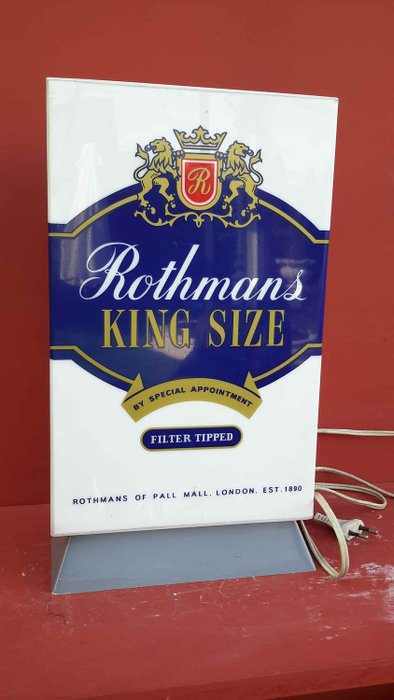 R
Rothmans
KING SIZE
BY SPECIAL APPOINTMENT
FILTER TIPPED
ROTHMANS OF PALL MALL, LONDON, EST. 1890